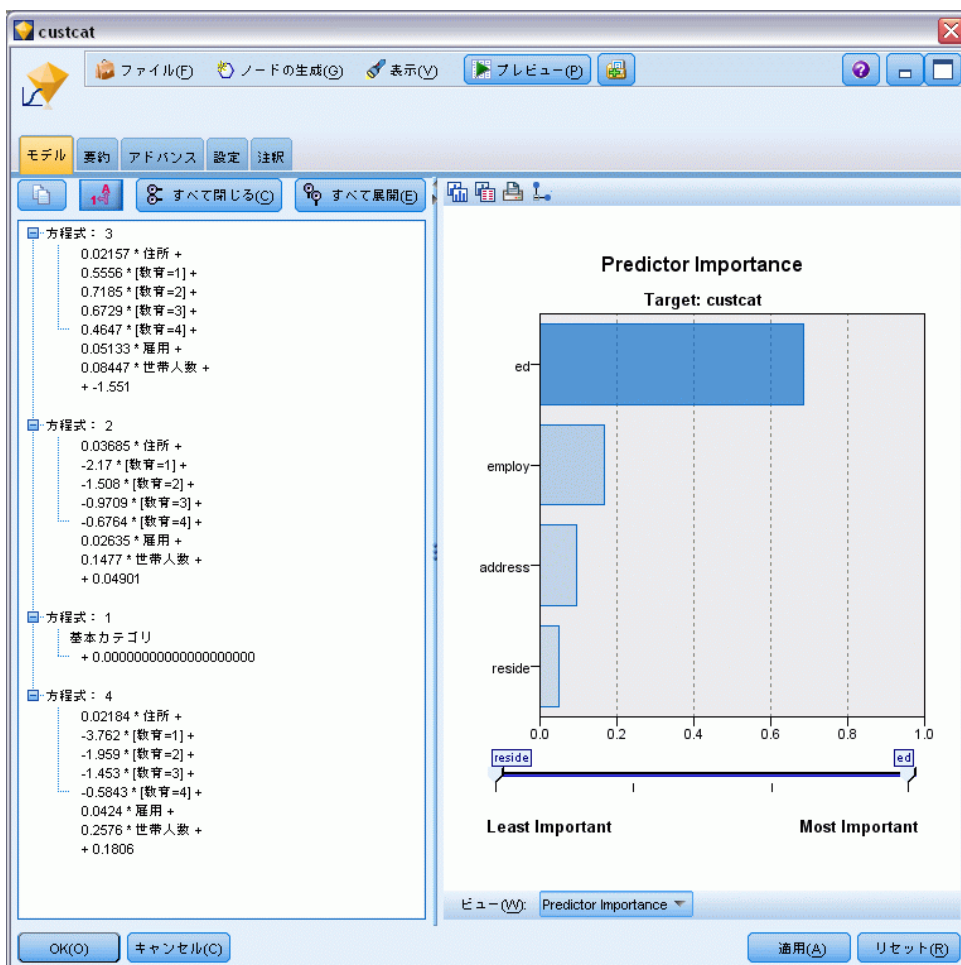 custcat
ファイル(F) ノードの生成(G) 表示(V) プレビュー(P)
モデル 要約 アドバンス 設定 注釈
すべて閉じる(C) すべて展開(E)
方程式: 3
0.02157 * 住所 +
0.5556 * [教育=1] +
0.7185 * [教育=2] +
0.6729 * [教育=3] +
0.4647 * [教育=4] +
0.05133 * 雇用 +
0.08447 * 世帯人数 +
+ -1.551
方程式: 2
0.03685 * 住所 +
-2.17 * [教育=1] +
-1.508 * [教育=2] +
-0.9709 * [教育=3] +
-0.6764 * [教育=4] +
0.02635 * 雇用 +
0.1477 * 世帯人数 +
+ 0.04901
方程式: 1
基本カテゴリ
+ 0.00000000000000000000
方程式: 4
0.02184 * 住所 +
-3.762 * [教育=1] +
-1.959 * [教育=2] +
-1.453 * [教育=3] +
-0.5843 * [教育=4] +
0.0424 * 雇用 +
0.2576 * 世帯人数 +
+ 0.1806
Predictor Importance
Target: custcat
ed
employ
address
reside
0.0 0.2 0.4 0.6 0.8 1.0
reside ed
Least Important Most Important
ビュー(W): Predictor Importance
OK(O) キャンセル(C) 適用(A) リセット(R)